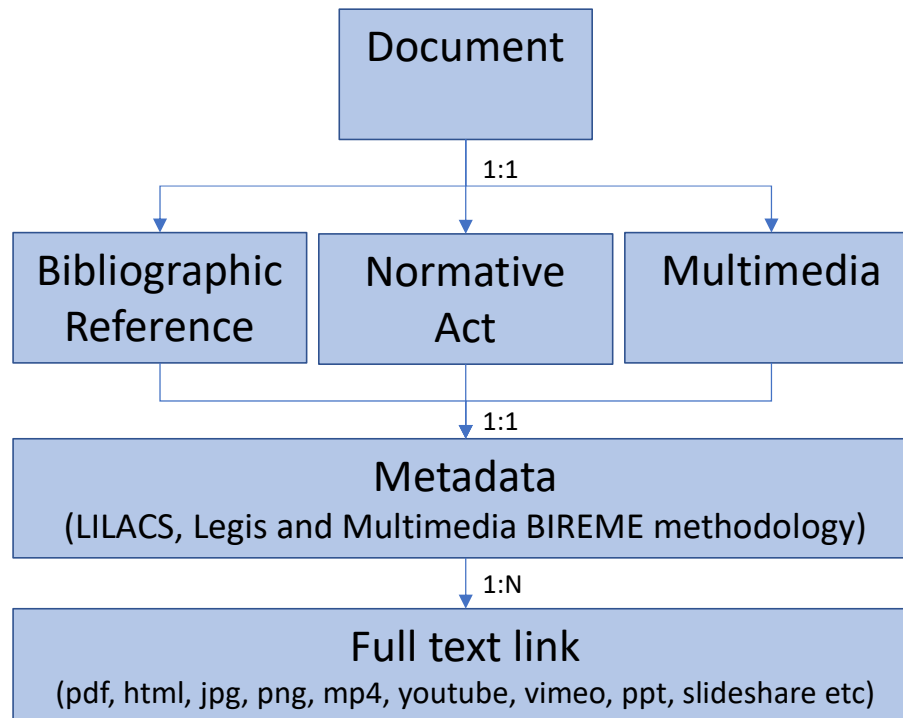 Document
1:1
Bibliographic
Reference
Normative
Act
Multimedia
1:1
Metadata
(LILACS, Legis and Multimedia BIREME methodology)
1:N
Full text link
(pdf, html, jpg, png, mp4, youtube, vimeo, ppt, slideshare etc)